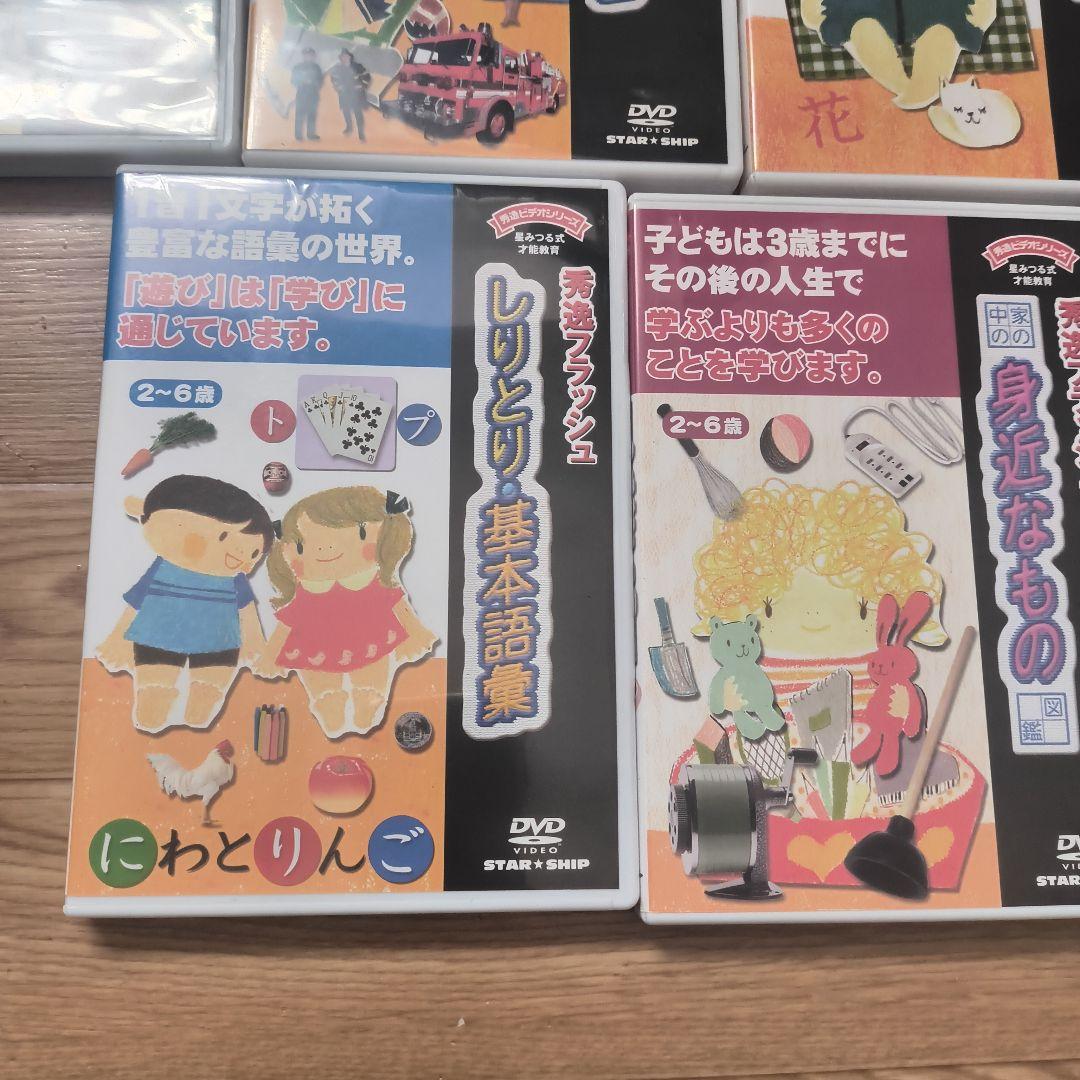 DVD
VIDEO
STAR★SHIP
花
1音1文字が拓く
豊富な語彙の世界。
「遊び」は「学び」に
通じています。
2〜6歳
ト
プ
秀逸ビデオシリーズ
星みつる式
才能教育
秀逸フラッシュ
しりとり・基本語彙
にわとりんご
DVD
VIDEO
STAR★SHIP
子どもは3歳までに
その後の人生で
学ぶよりも多くの
ことを学びます。
2〜6歳
秀逸ビデオシリーズ
星みつる式
才能教育
家の中の
身近なもの
図鑑